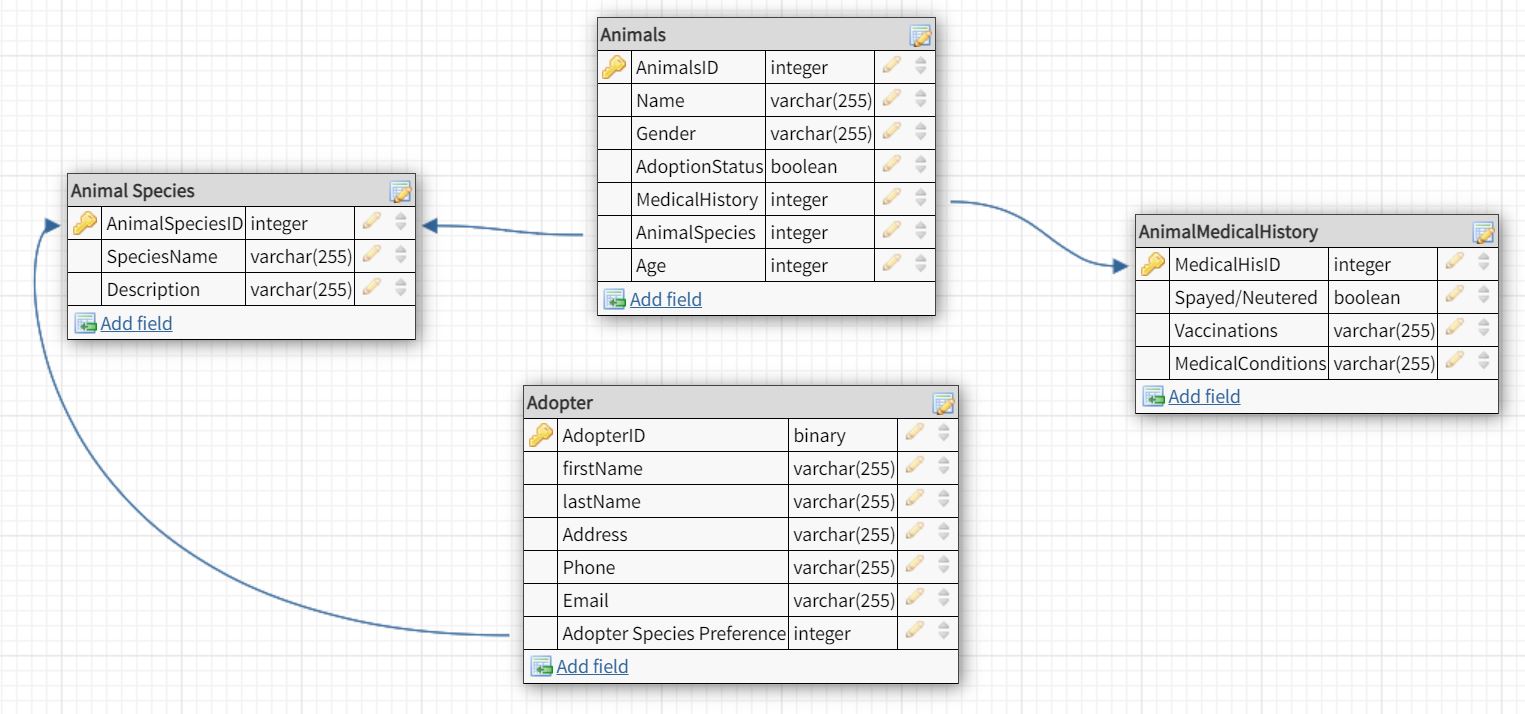 Animals
AnimalsID integer
Name varchar(255)
Gender varchar(255)
AdoptionStatus boolean
MedicalHistory integer
AnimalSpecies integer
Age integer
Add field
Animal Species
AnimalSpeciesID integer
SpeciesName varchar(255)
Description varchar(255)
Add field
AnimalMedicalHistory
MedicalHisID integer
Spayed/Neutered boolean
Vaccinations varchar(255)
MedicalConditions varchar(255)
Add field
Adopter
AdopterID binary
firstName varchar(255)
lastName varchar(255)
Address varchar(255)
Phone varchar(255)
Email varchar(255)
Adopter Species Preference integer
Add field